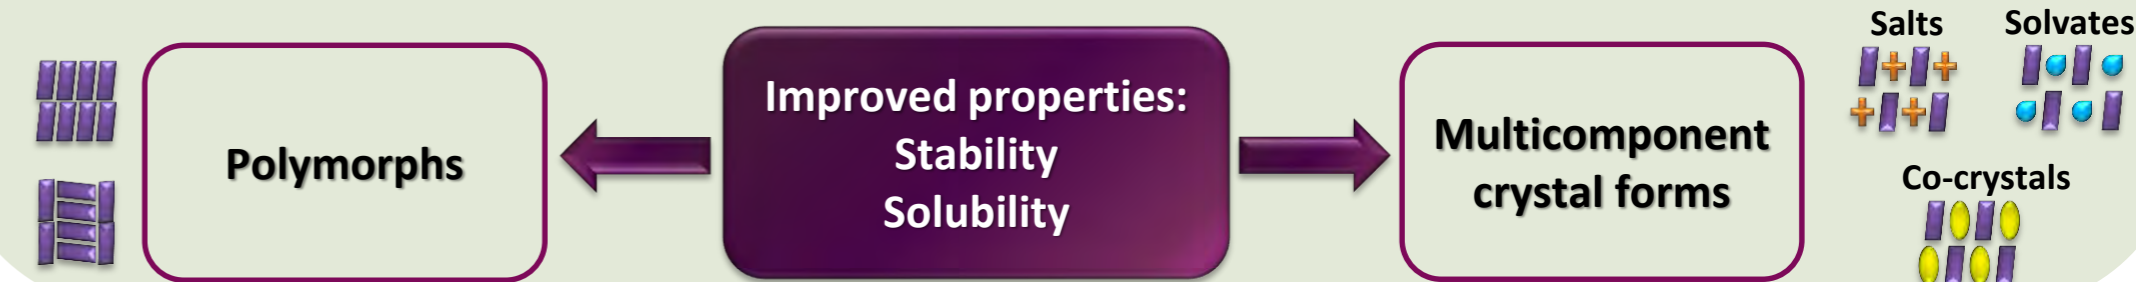 Polymorphs
Improved properties:
Stability
Solubility
Multicomponent
crystal forms
Salts
Solvates
Co-crystals